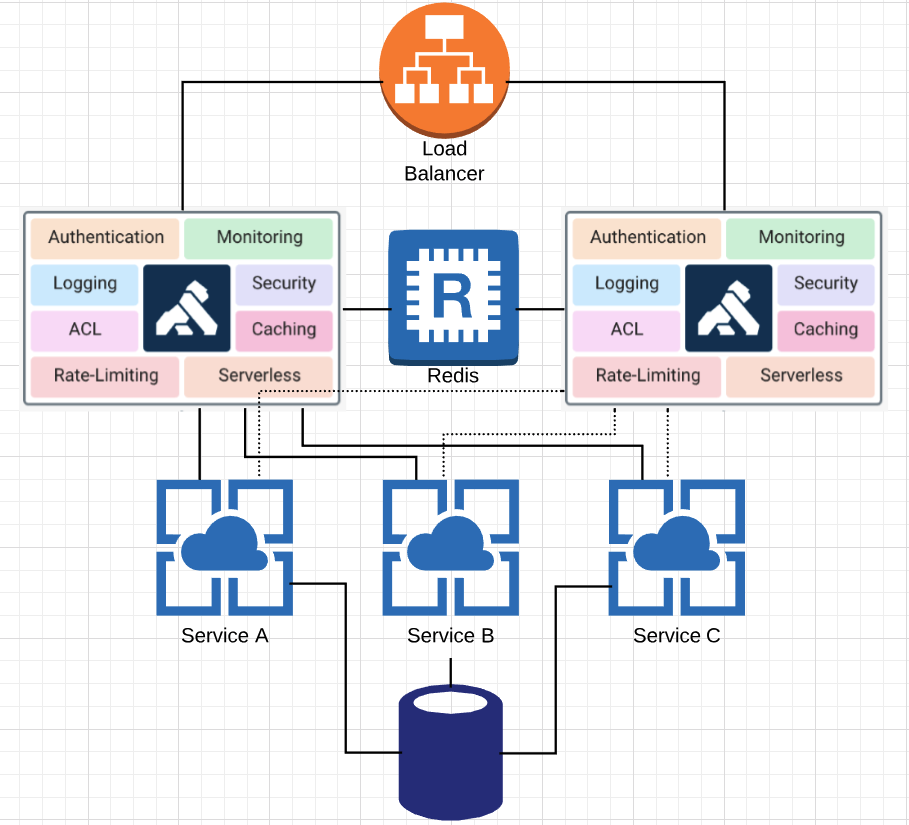 Load
Balancer
Authentication
Monitoring
Logging
Security
ACL
Caching
Rate-Limiting
Serverless
R
Redis
Authentication
Monitoring
Logging
Security
ACL
Caching
Rate-Limiting
Serverless
Service A
Service B
Service C